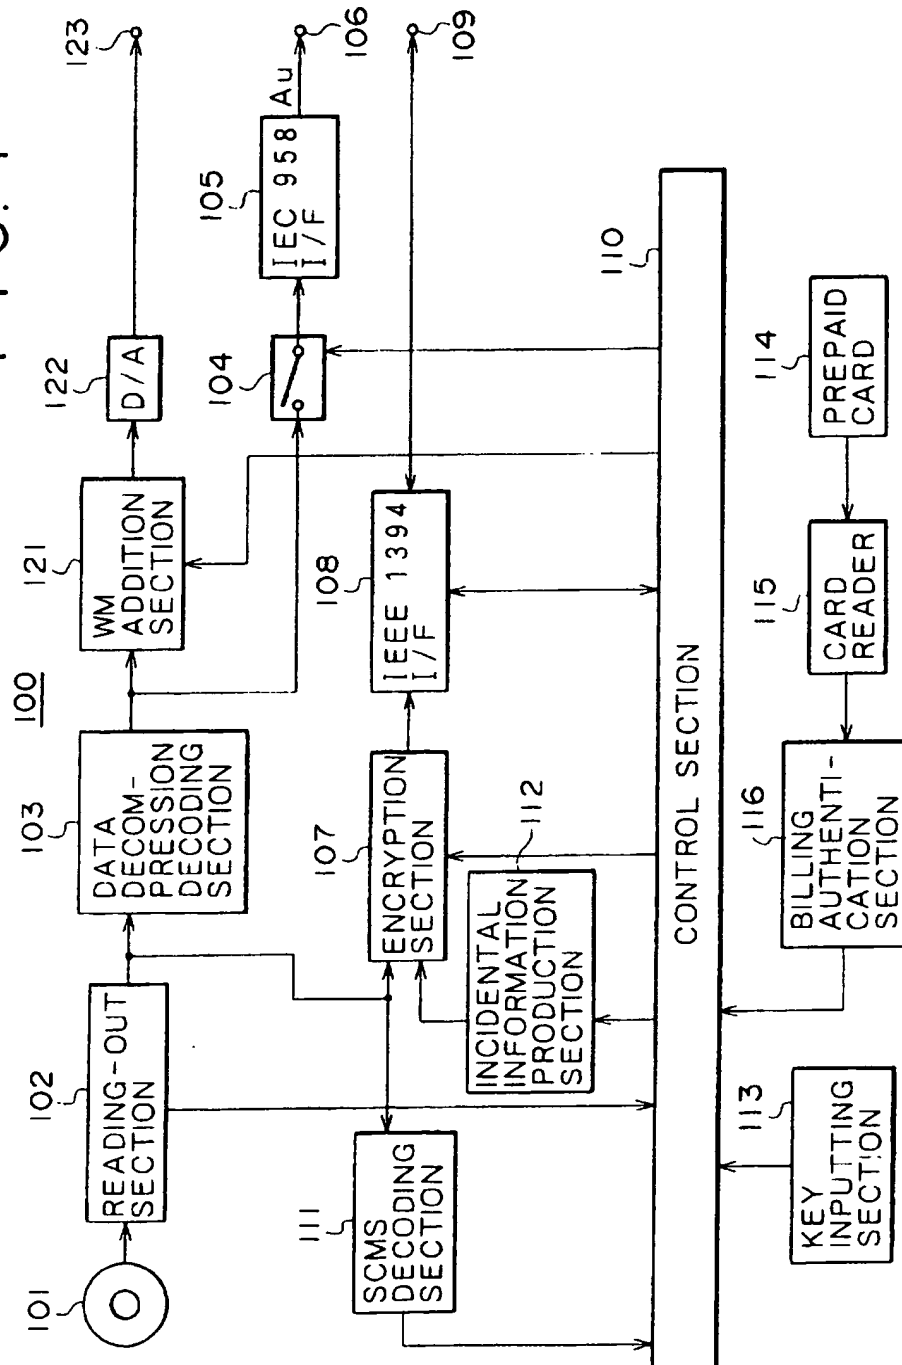 100
101
102
READING-OUT
SECTION
103
DATA
DECOM-
PRESSION
DECODING
SECTION
121
WM
ADDITION
SECTION
122
D/A
123
104
105
IEC 958
I/F
Au
106
111
SCMS
DECODING
SECTION
107
ENCRYPTION
SECTION
108
IEEE 1394
I/F
109
112
INCIDENTAL
INFORMATION
PRODUCTION
SECTION
110
CONTROL SECTION
113
KEY
INPUTTING
SECTION
116
BILLING
AUTHENTI-
CATION
SECTION
115
CARD
READER
114
PREPAID
CARD